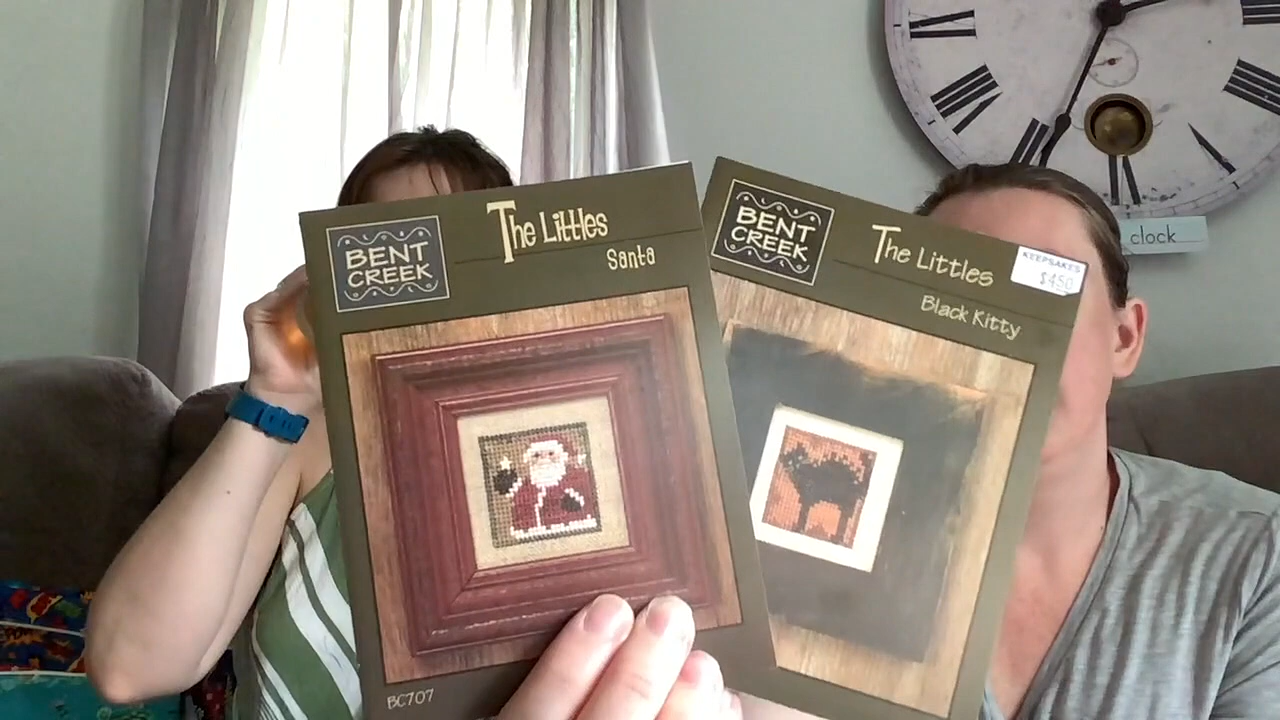 BENT
CREEK
The Littles
Santa
BC707
BENT
CREEK
The Littles
Black Kitty
KEEPSAKES
$4.50
clock